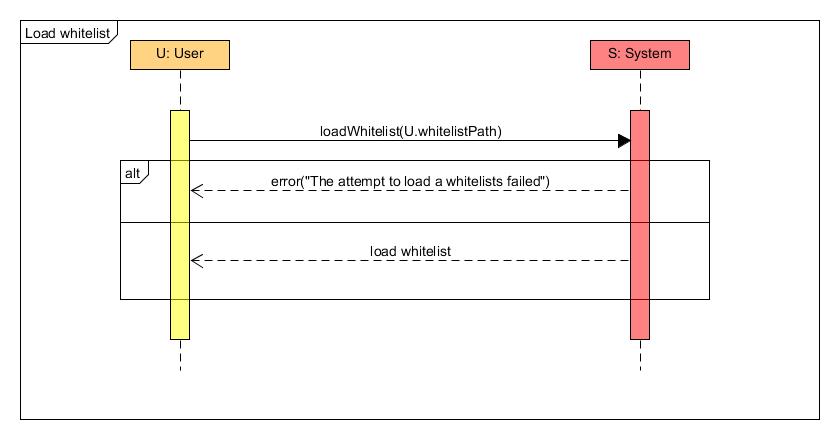 Load whitelist
U: User
S: System
loadWhitelist(U.whitelistPath)
alt
error("The attempt to load a whitelists failed")
load whitelist